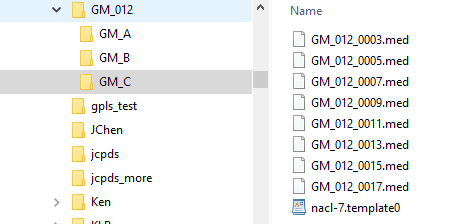 GM_012
GM_A
GM_B
GM_C
gpls_test
JChen
jcpds
jcpds_more
Ken
Name
GM_012_0003.med
GM_012_0005.med
GM_012_0007.med
GM_012_0009.med
GM_012_0011.med
GM_012_0013.med
GM_012_0015.med
GM_012_0017.med
nacl-7.template0